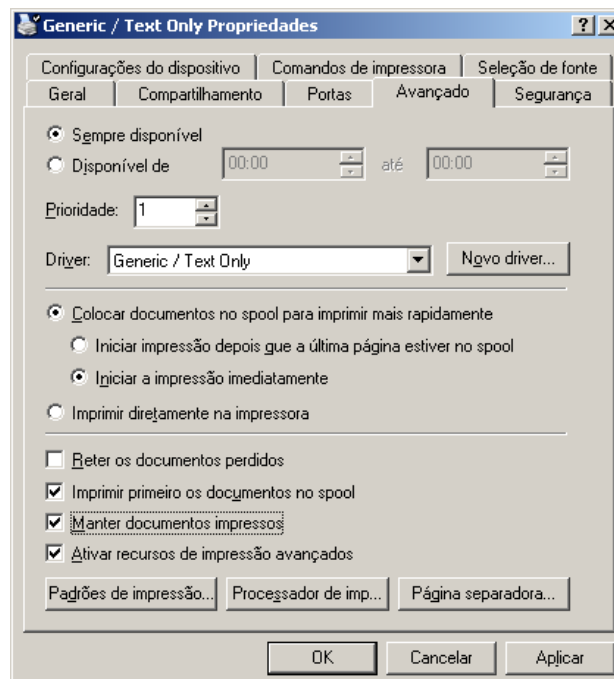 Generic / Text Only Propriedades
Configurações do dispositivo Comandos de impressora Seleção de fonte
Geral Compartilhamento Portas Avançado Segurança
Sempre disponível
Disponível de 00:00 até 00:00
Prioridade: 1
Driver: Generic / Text Only Novo driver...
Colocar documentos no spool para imprimir mais rapidamente
Iniciar impressão depois que a última página estiver no spool
Iniciar a impressão imediatamente
Imprimir diretamente na impressora
Reter os documentos perdidos
Imprimir primeiro os documentos no spool
Manter documentos impressos
Ativar recursos de impressão avançados
Padrões de impressão... Processador de imp... Página separadora...
OK Cancelar Aplicar